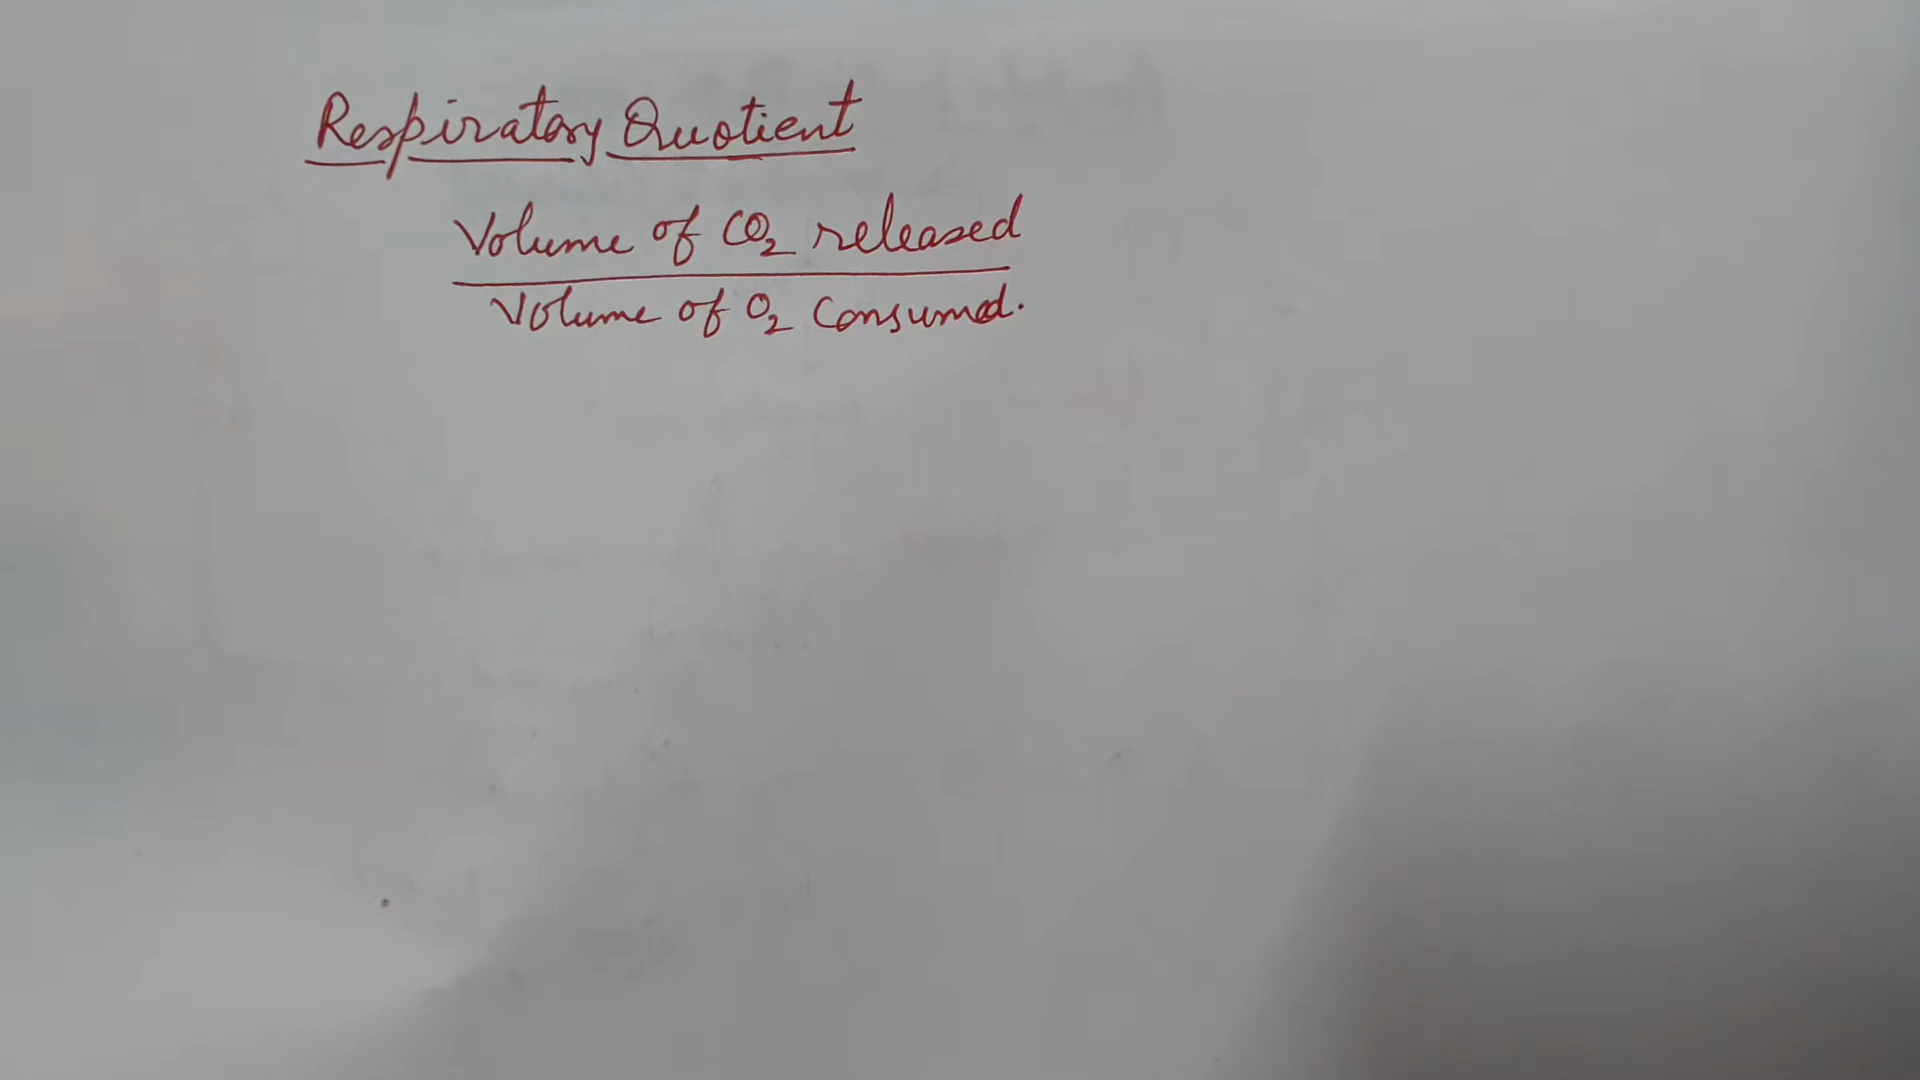 Respiratory Quotient
Volume of CO₂ released
Volume of O₂ Consumed.